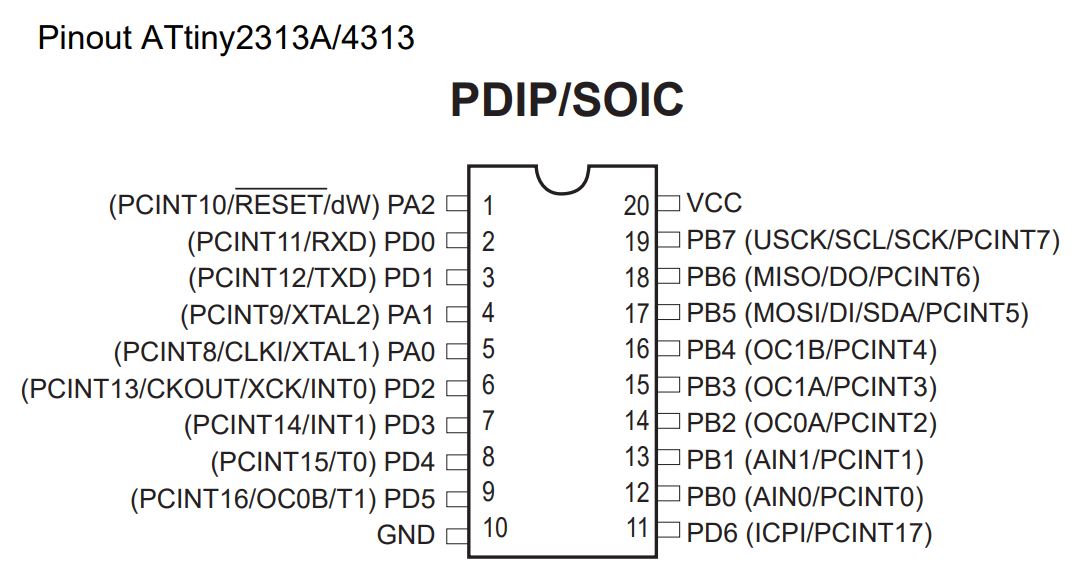 Pinout ATtiny2313A/4313
PDIP/SOIC
(PCINT10/RESET/dW) PA2 1 20 VCC
(PCINT11/RXD) PD0 2 19 PB7 (USCK/SCL/SCK/PCINT7)
(PCINT12/TXD) PD1 3 18 PB6 (MISO/DO/PCINT6)
(PCINT9/XTAL2) PA1 4 17 PB5 (MOSI/DI/SDA/PCINT5)
(PCINT8/CLKI/XTAL1) PA0 5 16 PB4 (OC1B/PCINT4)
(PCINT13/CKOUT/XCK/INT0) PD2 6 15 PB3 (OC1A/PCINT3)
(PCINT14/INT1) PD3 7 14 PB2 (OC0A/PCINT2)
(PCINT15/T0) PD4 8 13 PB1 (AIN1/PCINT1)
(PCINT16/OC0B/T1) PD5 9 12 PB0 (AIN0/PCINT0)
GND 10 11 PD6 (ICPI/PCINT17)